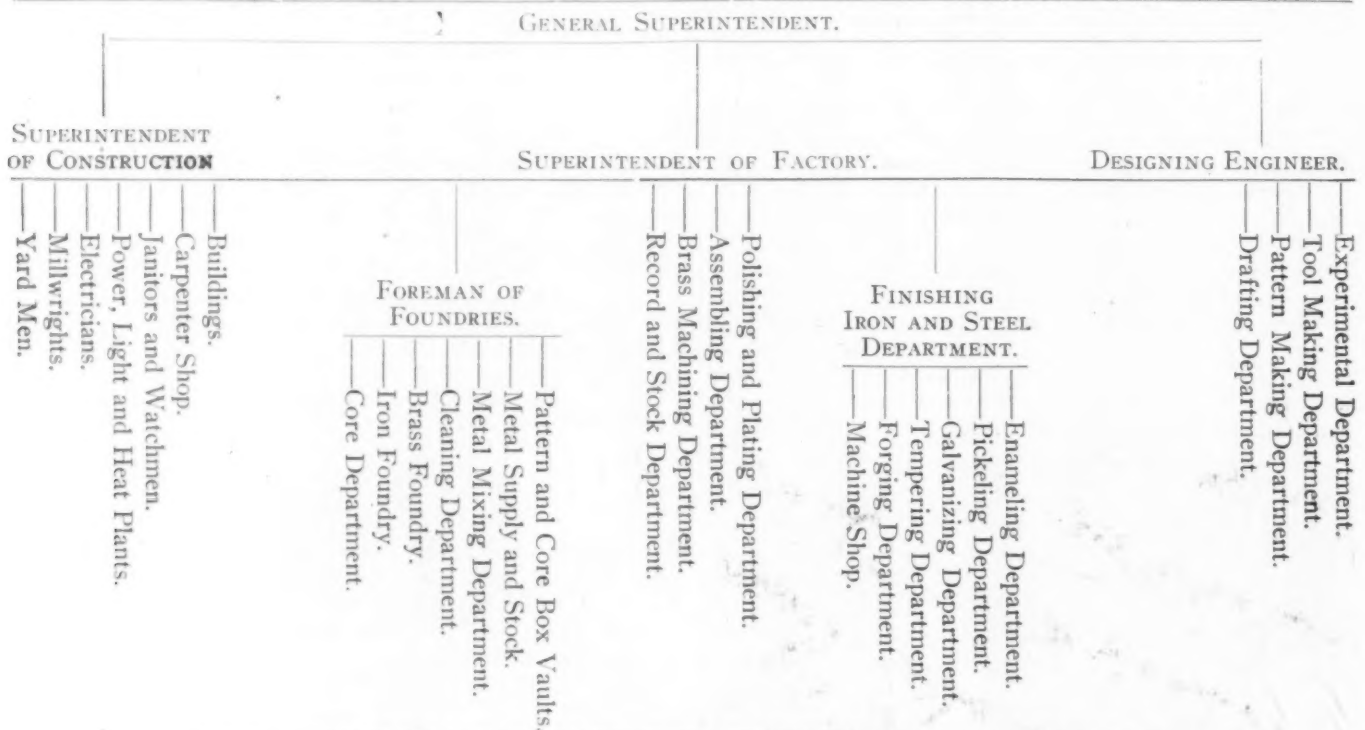 GENERAL SUPERINTENDENT.
SUPERINTENDENT
OF CONSTRUCTION
SUPERINTENDENT OF FACTORY.
DESIGNING ENGINEER.
Yard Men.
Millwrights.
Electricians.
Power, Light and Heat Plants.
Janitors and Watchmen.
Carpenter Shop.
Buildings.
FOREMAN OF
FOUNDRIES.
Core Department.
Iron Foundry.
Brass Foundry.
Cleaning Department.
Metal Mixing Department.
Metal Supply and Stock.
Pattern and Core Box Vaults.
Record and Stock Department.
Brass Machining Department.
Assembling Department.
Polishing and Plating Department.
FINISHING
IRON AND STEEL
DEPARTMENT.
Machine Shop.
Forging Department.
Tempering Department.
Galvanizing Department.
Pickeling Department.
Enameling Department.
Drafting Department.
Pattern Making Department.
Tool Making Department.
Experimental Department.